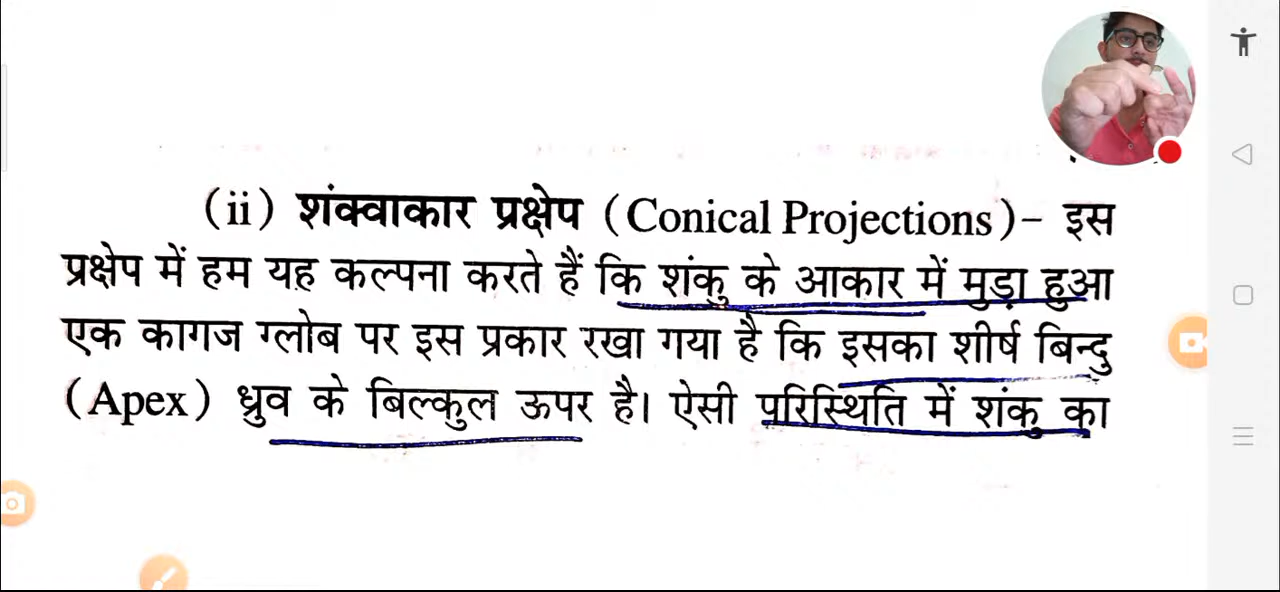 (ii) शंक्वाकार प्रक्षेप (Conical Projections)– इस
प्रक्षेप में हम यह कल्पना करते हैं कि शंकु के आकार में मुड़ा हुआ
एक कागज ग्लोब पर इस प्रकार रखा गया है कि इसका शीर्ष बिन्दु
(Apex) ध्रुव के बिल्कुल ऊपर है। ऐसी परिस्थिति में शंकु का